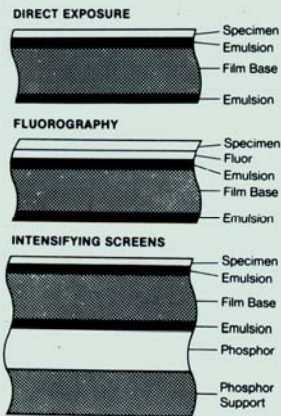 DIRECT EXPOSURE
Specimen
Emulsion
Film Base
Emulsion
FLUOROGRAPHY
Specimen
Fluor
Emulsion
Film Base
Emulsion
INTENSIFYING SCREENS
Specimen
Emulsion
Film Base
Emulsion
Phosphor
Phosphor
Support